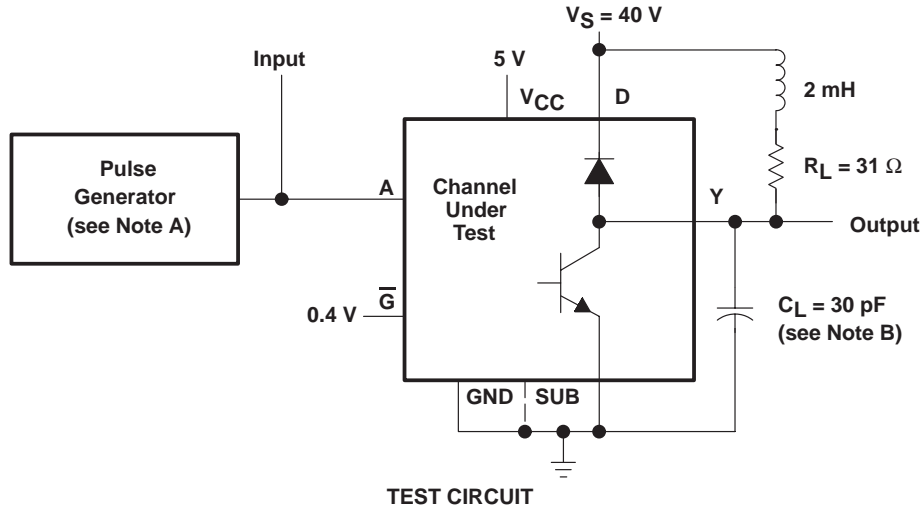 VS = 40 V
Input
5 V
VCC
D
2 mH
Pulse
Generator
(see Note A)
A
Channel
Under
Test
RL = 31 Ω
Y
Output
G̅
0.4 V
CL = 30 pF
(see Note B)
GND
SUB
TEST CIRCUIT